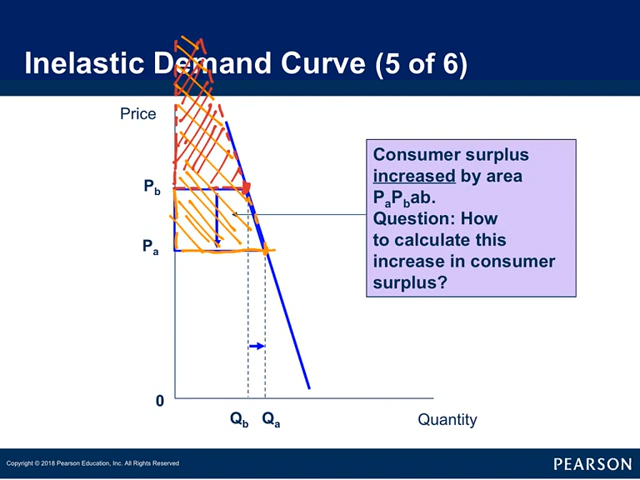 Inelastic Demand Curve (5 of 6)
Price
Consumer surplus
increased by area
PaPbab.
Question: How
to calculate this
increase in consumer
surplus?
Pb
Pa
0
Qb Qa
Quantity
Copyright © 2018 Pearson Education, Inc. All Rights Reserved
PEARSON